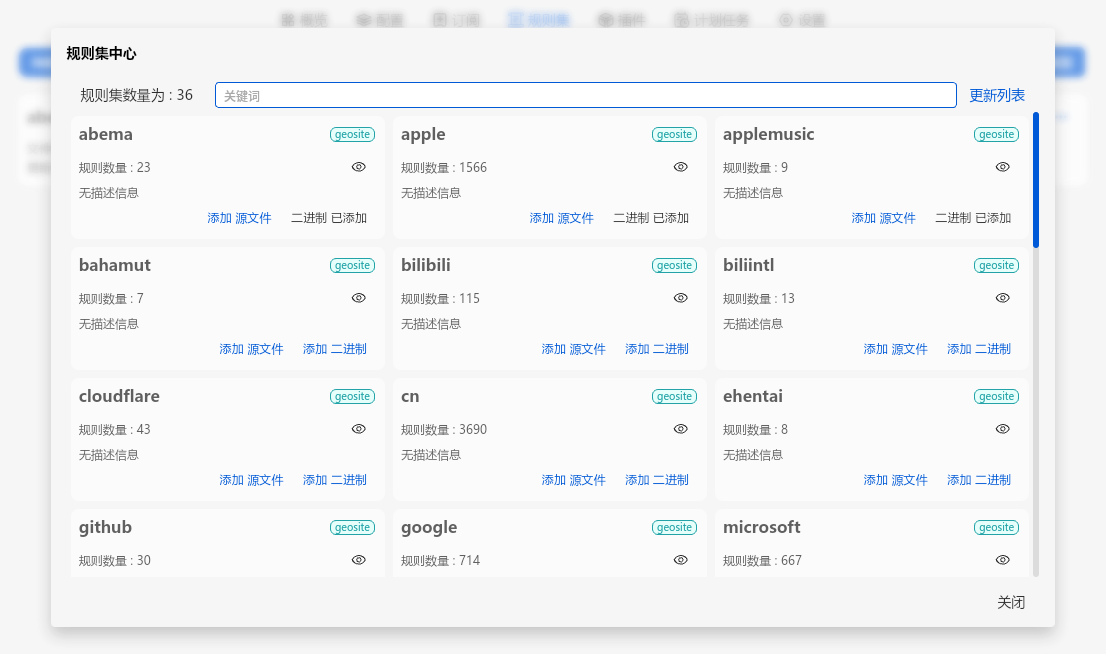 规则集中心
规则集数量为 : 36 关键词 更新列表
abema geosite apple geosite applemusic geosite
规则数量 : 23 规则数量 : 1566 规则数量 : 9
无描述信息 无描述信息 无描述信息
添加 源文件 二进制 已添加 添加 源文件 二进制 已添加 添加 源文件 二进制 已添加
bahamut geosite bilibili geosite biliintl geosite
规则数量 : 7 规则数量 : 115 规则数量 : 13
无描述信息 无描述信息 无描述信息
添加 源文件 添加 二进制 添加 源文件 添加 二进制 添加 源文件 添加 二进制
cloudflare geosite cn geosite ehentai geosite
规则数量 : 43 规则数量 : 3690 规则数量 : 8
无描述信息 无描述信息 无描述信息
添加 源文件 添加 二进制 添加 源文件 添加 二进制 添加 源文件 添加 二进制
github geosite google geosite microsoft geosite
规则数量 : 30 规则数量 : 714 规则数量 : 667
关闭